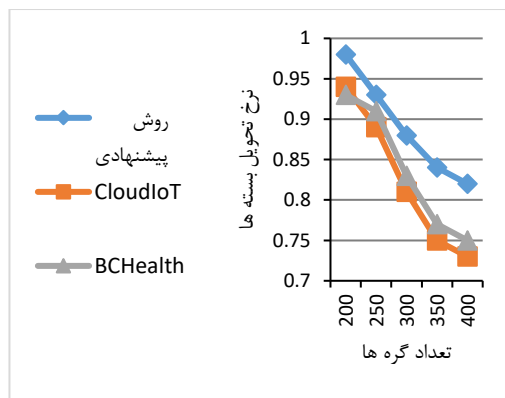 روش
پیشنهادی
CloudIoT
BCHealth
نرخ تحویل بسته ها
1
0.95
0.9
0.85
0.8
0.75
0.7
200
250
300
350
400
تعداد گره ها